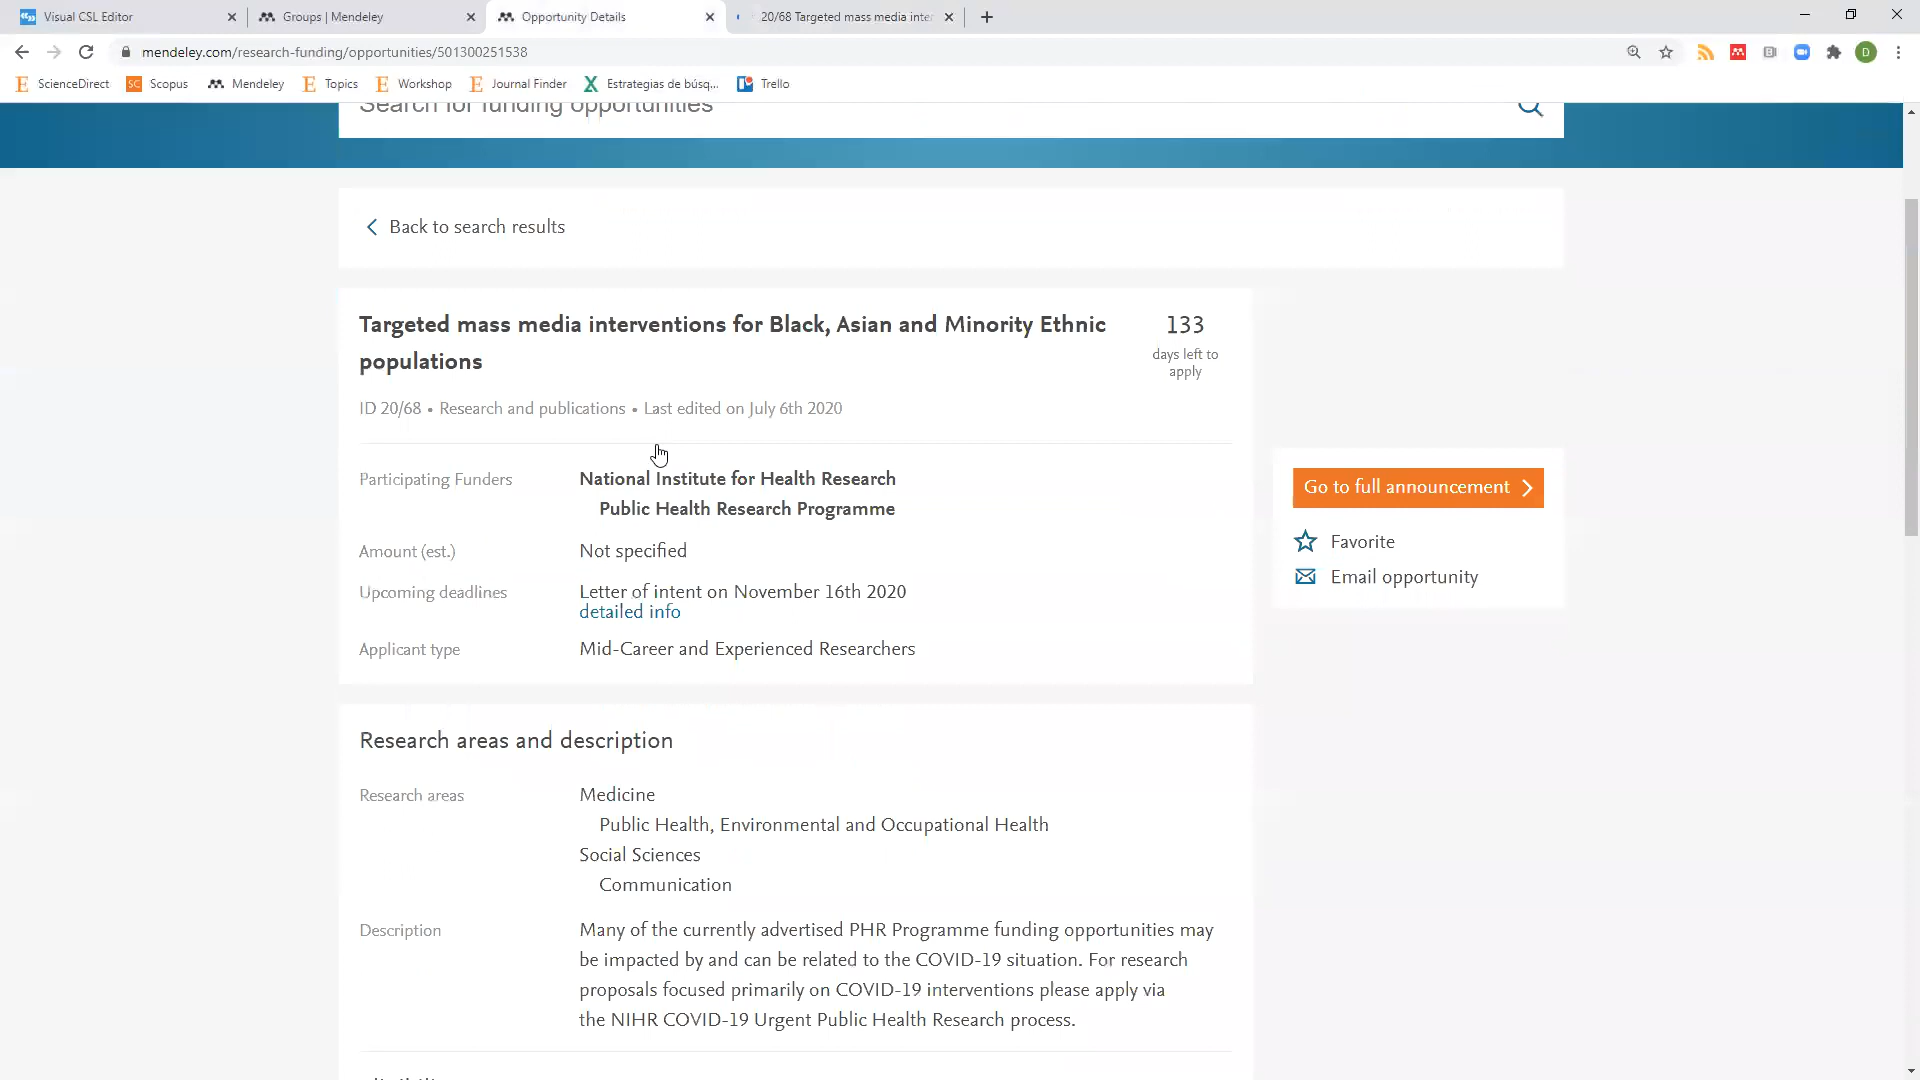 Visual CSL Editor
Groups | Mendeley
Opportunity Details
20/68 Targeted mass media inter
mendeley.com/research-funding/opportunities/501300251538
D
ScienceDirect
SC Scopus
Mendeley
Topics
Workshop
Journal Finder
Estrategias de búsq...
Trello
Search for funding opportunities
Back to search results
Targeted mass media interventions for Black, Asian and Minority Ethnic
populations
133
days left to
apply
ID 20/68 • Research and publications • Last edited on July 6th 2020
Participating Funders
National Institute for Health Research
Public Health Research Programme
Amount (est.)
Not specified
Upcoming deadlines
Letter of intent on November 16th 2020
detailed info
Applicant type
Mid-Career and Experienced Researchers
Go to full announcement
Favorite
Email opportunity
Research areas and description
Research areas
Medicine
Public Health, Environmental and Occupational Health
Social Sciences
Communication
Description
Many of the currently advertised PHR Programme funding opportunities may
be impacted by and can be related to the COVID-19 situation. For research
proposals focused primarily on COVID-19 interventions please apply via
the NIHR COVID-19 Urgent Public Health Research process.